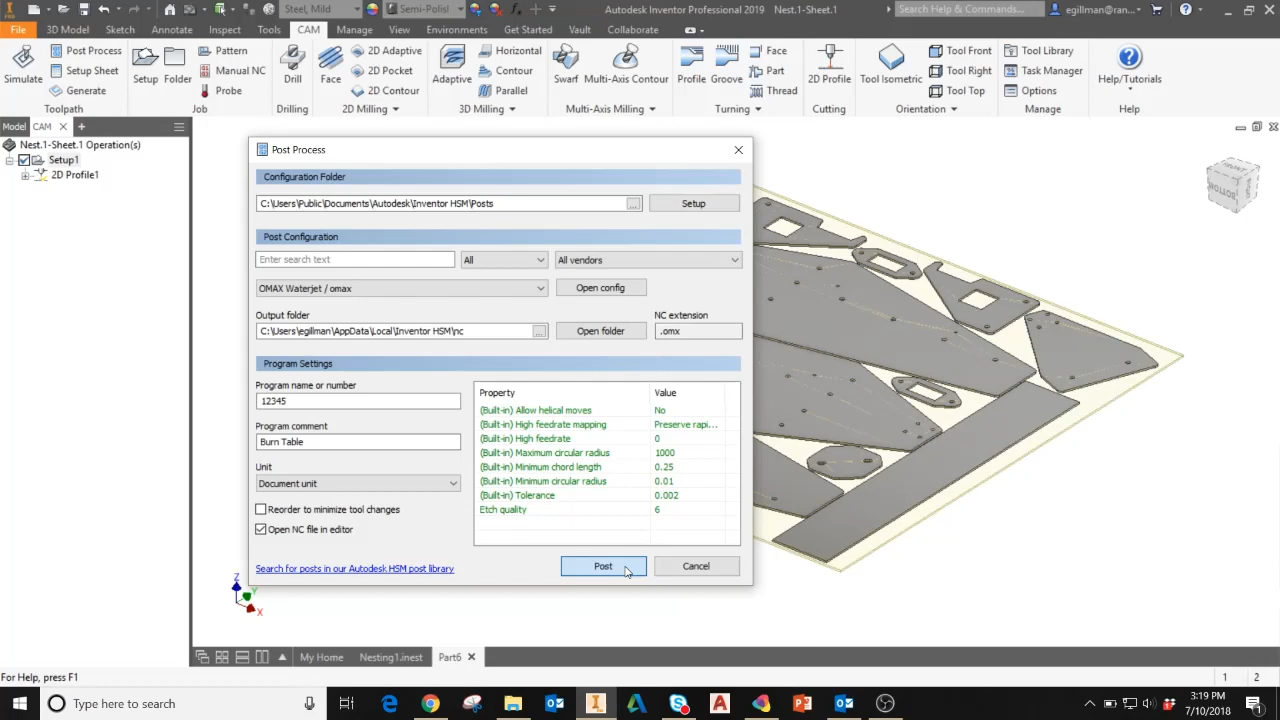 Steel, Mild
Semi-Polisl
Autodesk Inventor Professional 2019 Nest.1-Sheet.1
Search Help & Commands...
egillman@ran...
File 3D Model Sketch Annotate Inspect Tools CAM Manage View Environments Get Started Vault Collaborate
Simulate
Post Process
Setup Sheet
Generate
Toolpath
Setup
Folder
Pattern
Manual NC
Probe
Job
Drill
Drilling
Face
2D Adaptive
2D Pocket
2D Contour
2D Milling
Adaptive
Horizontal
Contour
Parallel
3D Milling
Swarf
Multi-Axis Contour
Multi-Axis Milling
Profile
Groove
Face
Part
Thread
Turning
2D Profile
Cutting
Tool Isometric
Tool Front
Tool Right
Tool Top
Orientation
Tool Library
Task Manager
Options
Manage
Help/Tutorials
Help
Model CAM
Nest.1-Sheet.1 Operation(s)
Setup1
2D Profile1
Post Process
Configuration Folder
C:\Users\Public\Documents\Autodesk\Inventor HSM\Posts
...
Setup
Post Configuration
Enter search text
All
All vendors
OMAX Waterjet / omax
Open config
Output folder
NC extension
C:\Users\egillman\AppData\Local\Inventor HSM\nc
...
Open folder
.omx
Program Settings
Program name or number
12345
Program comment
Burn Table
Unit
Document unit
Reorder to minimize tool changes
Open NC file in editor
Property Value
(Built-in) Allow helical moves No
(Built-in) High feedrate mapping Preserve rapi...
(Built-in) High feedrate 0
(Built-in) Maximum circular radius 1000
(Built-in) Minimum chord length 0.25
(Built-in) Minimum circular radius 0.01
(Built-in) Tolerance 0.002
Etch quality 6
Search for posts in our Autodesk HSM post library
Post
Cancel
FRONT
BOTTOM
Z
Y
X
My Home
Nesting1.inest
Part6
For Help, press F1
1 2
Type here to search
3:19 PM
7/10/2018